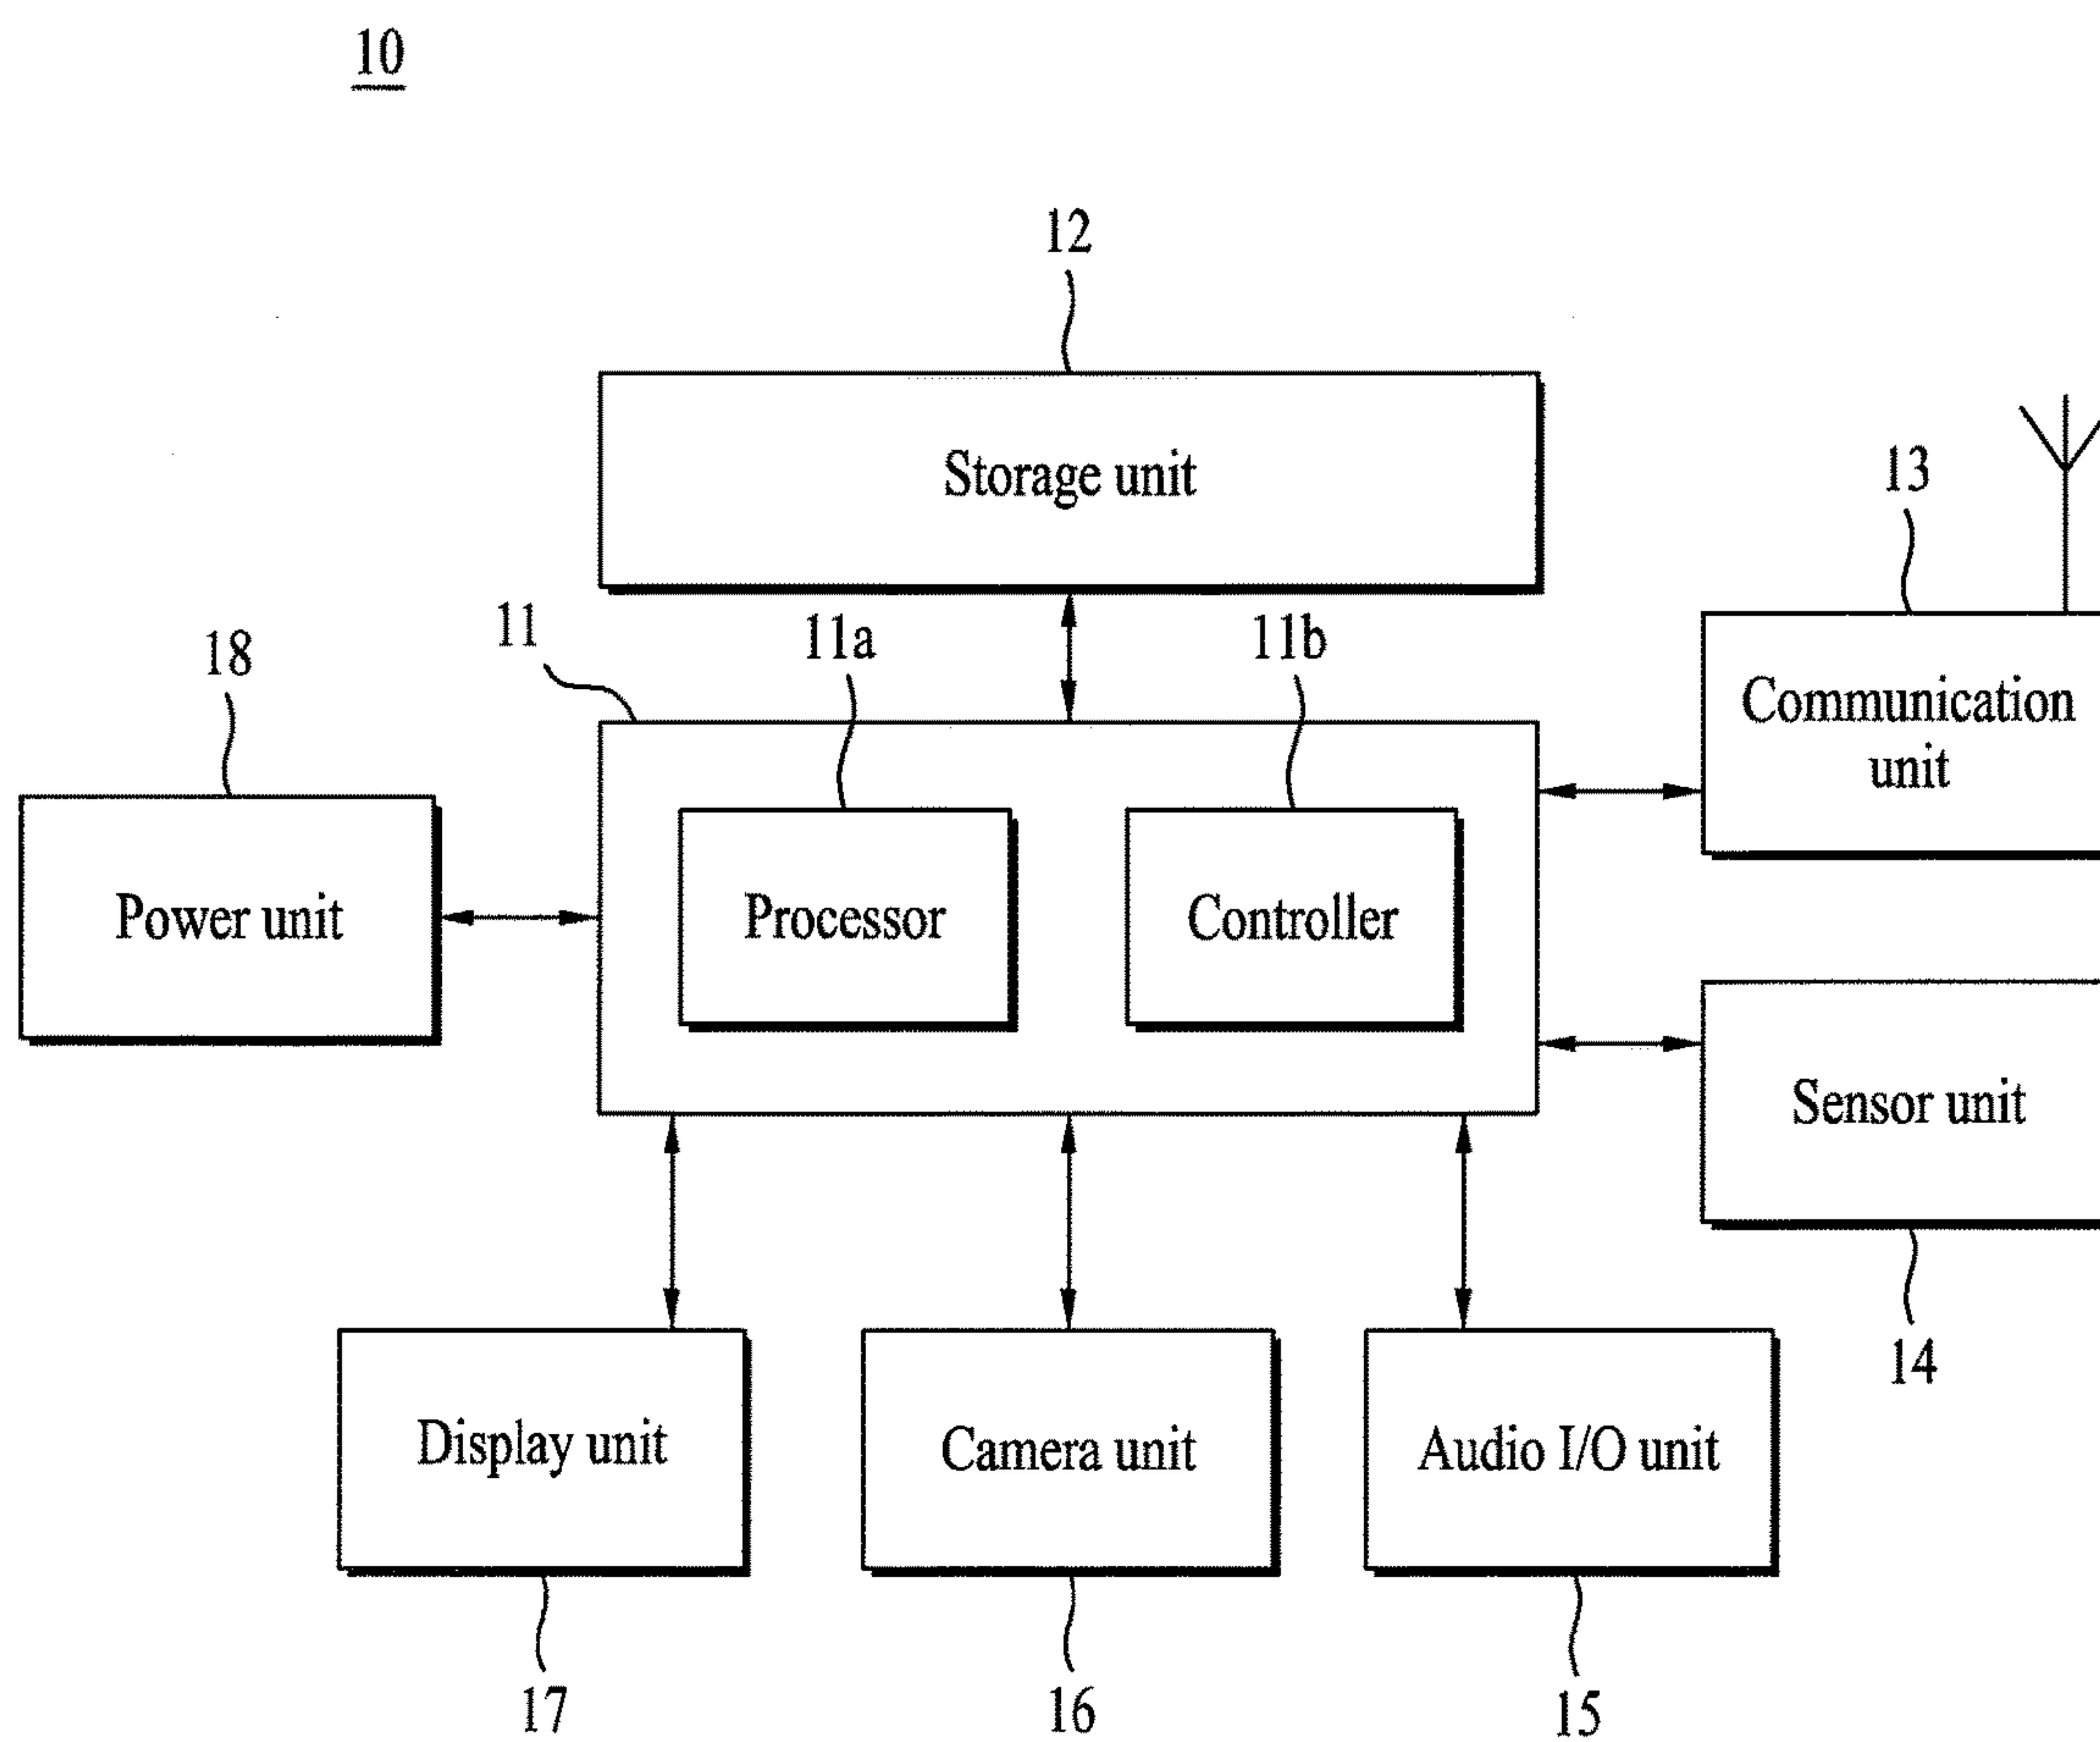 10
12
Storage unit
13
Communication
unit
11
11a
11b
18
Power unit
Processor
Controller
Sensor unit
14
Display unit
Camera unit
Audio I/O unit
17
16
15